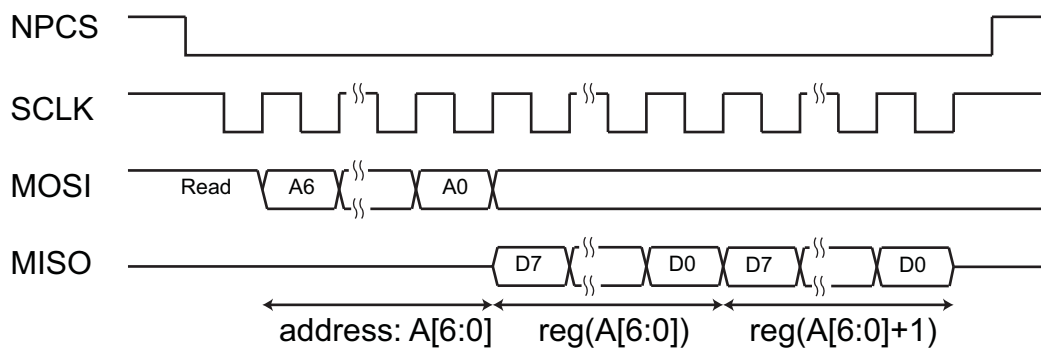 NPCS
SCLK
MOSI Read A6 A0
MISO D7 D0 D7 D0
address: A[6:0] reg(A[6:0]) reg(A[6:0]+1)